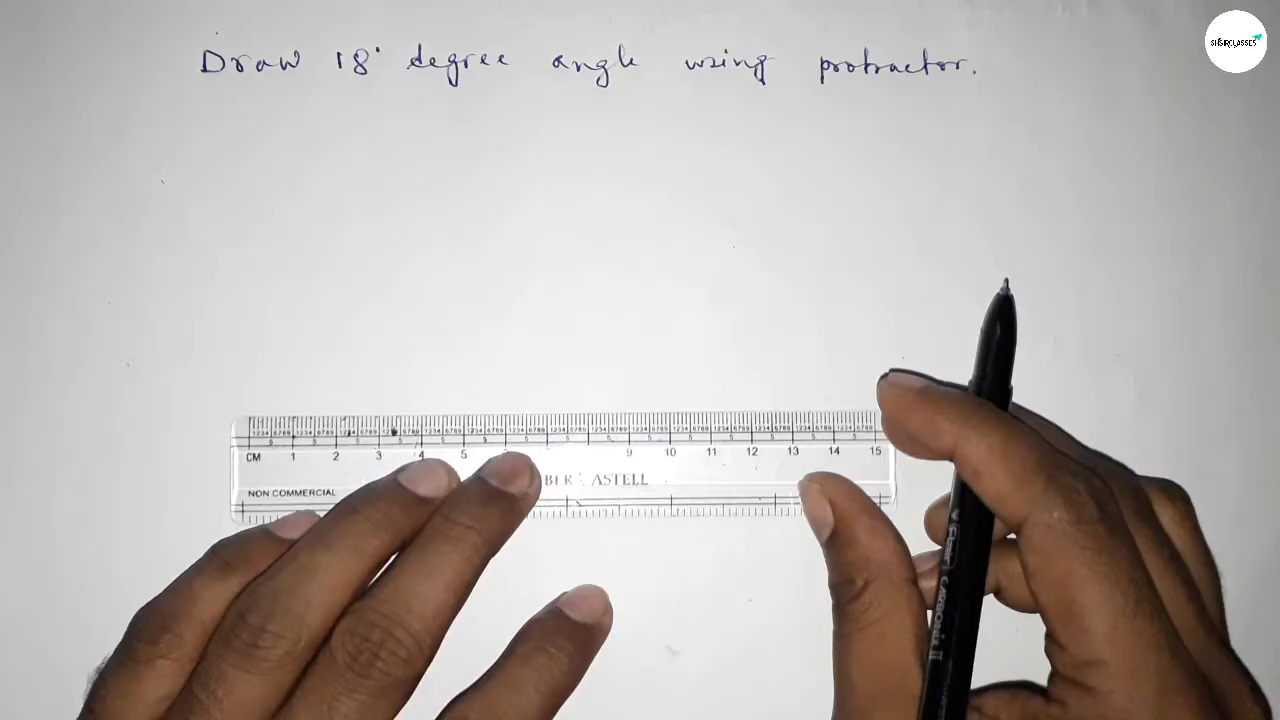 Draw 18° degree angle using protractor.
SHSIRCLASSES
CM 1 2 3 4 5 9 10 11 12 13 14 15
NON COMMERCIAL